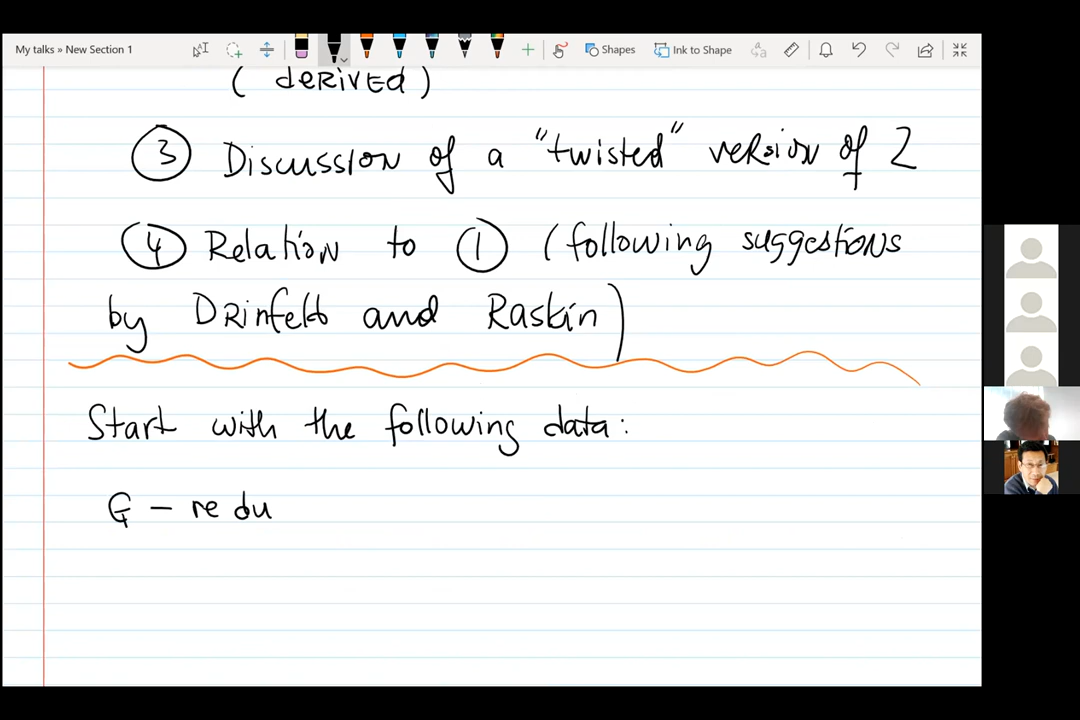 My talks » New Section 1
Shapes
Ink to Shape
( derived )
③ Discussion of a "twisted" version of 2
④ Relation to ① (following suggestions
by Drinfeld and Raskin)
Start with the following data:
G – redu